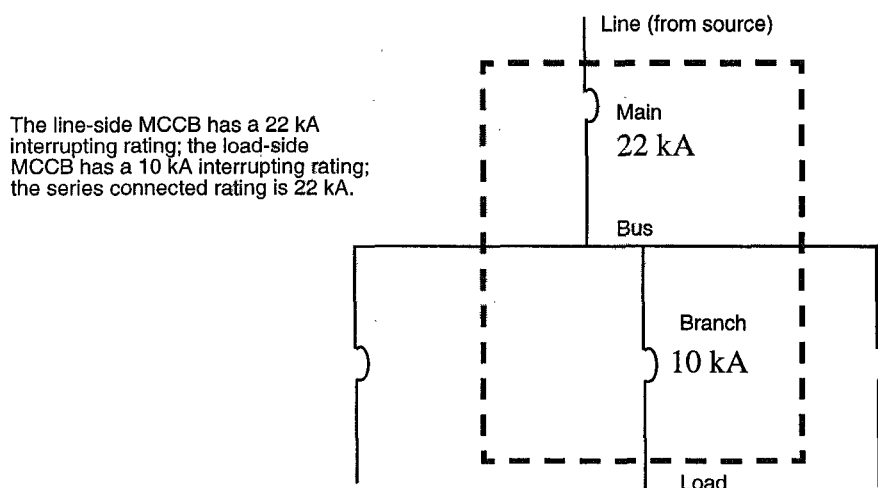 Line (from source)
The line-side MCCB has a 22 kA
interrupting rating; the load-side
MCCB has a 10 kA interrupting rating;
the series connected rating is 22 kA.
Main
22 kA
Bus
Branch
10 kA
Load